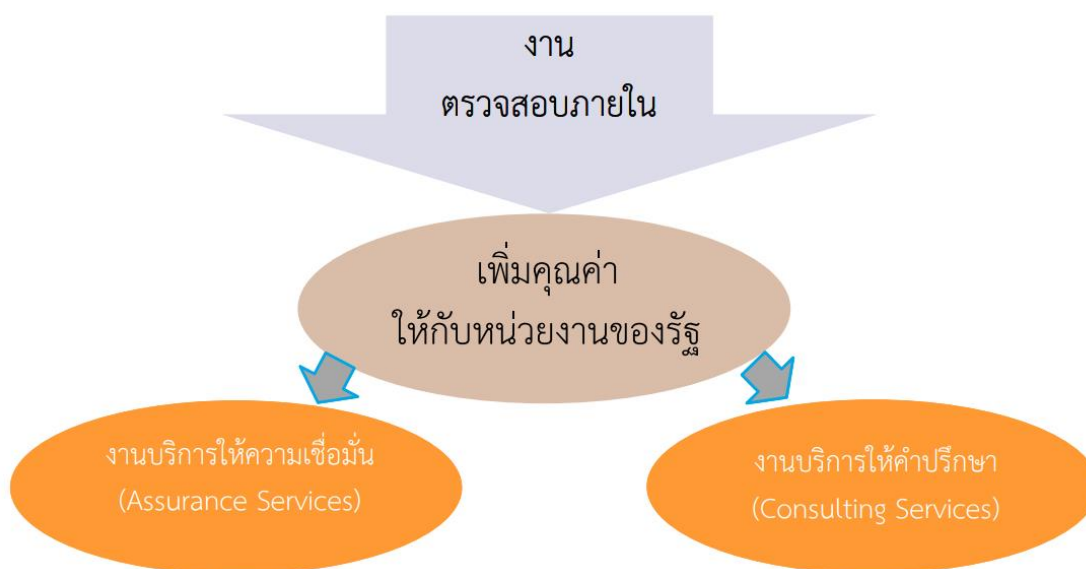 งาน
ตรวจสอบภายใน
เพิ่มคุณค่า
ให้กับหน่วยงานของรัฐ
งานบริการให้ความเชื่อมั่น
(Assurance Services)
งานบริการให้คำปรึกษา
(Consulting Services)